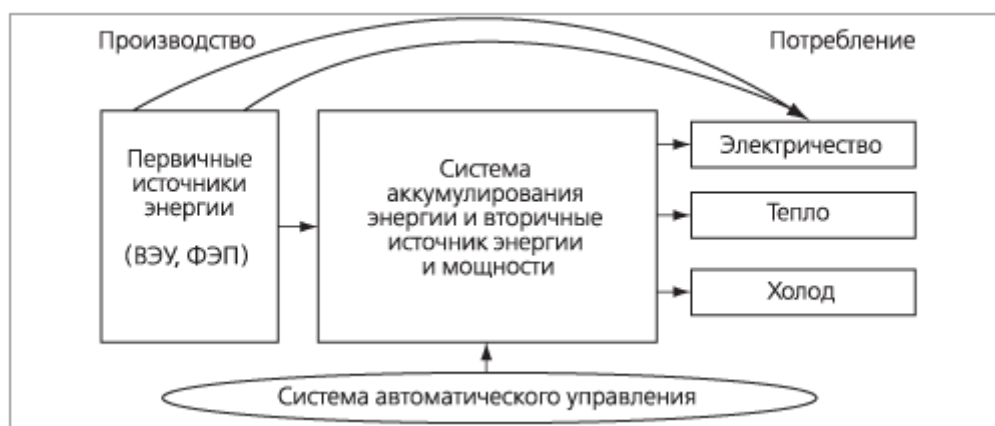 Производство
Потребление
Первичные
источники
энергии
(ВЭУ, ФЭП)
Система
аккумулирования
энергии и вторичные
источник энергии
и мощности
Электричество
Тепло
Холод
Система автоматического управления